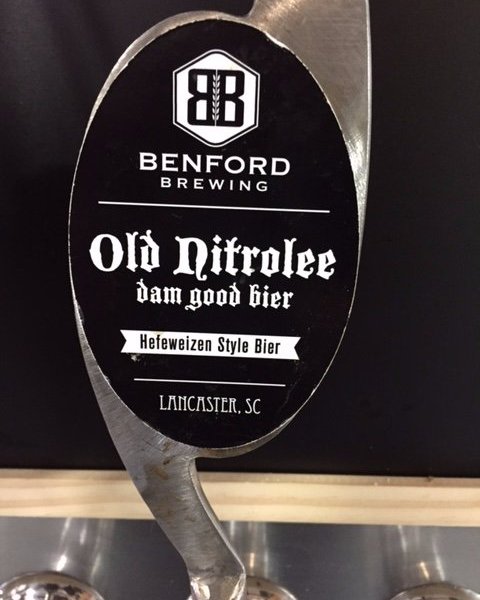 BB
BENFORD
BREWING
Old Nitrolee
dam good bier
Hefeweizen Style Bier
LANCASTER, SC